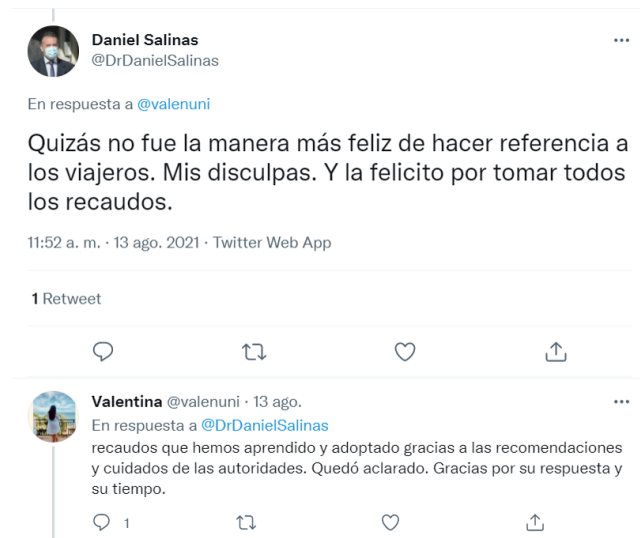 Daniel Salinas
@DrDanielSalinas
En respuesta a @valenuni
Quizás no fue la manera más feliz de hacer referencia a
los viajeros. Mis disculpas. Y la felicito por tomar todos
los recaudos.
11:52 a. m. · 13 ago. 2021 · Twitter Web App
1 Retweet
Valentina @valenuni · 13 ago.
En respuesta a @DrDanielSalinas
recaudos que hemos aprendido y adoptado gracias a las recomendaciones
y cuidados de las autoridades. Quedó aclarado. Gracias por su respuesta y
su tiempo.
1